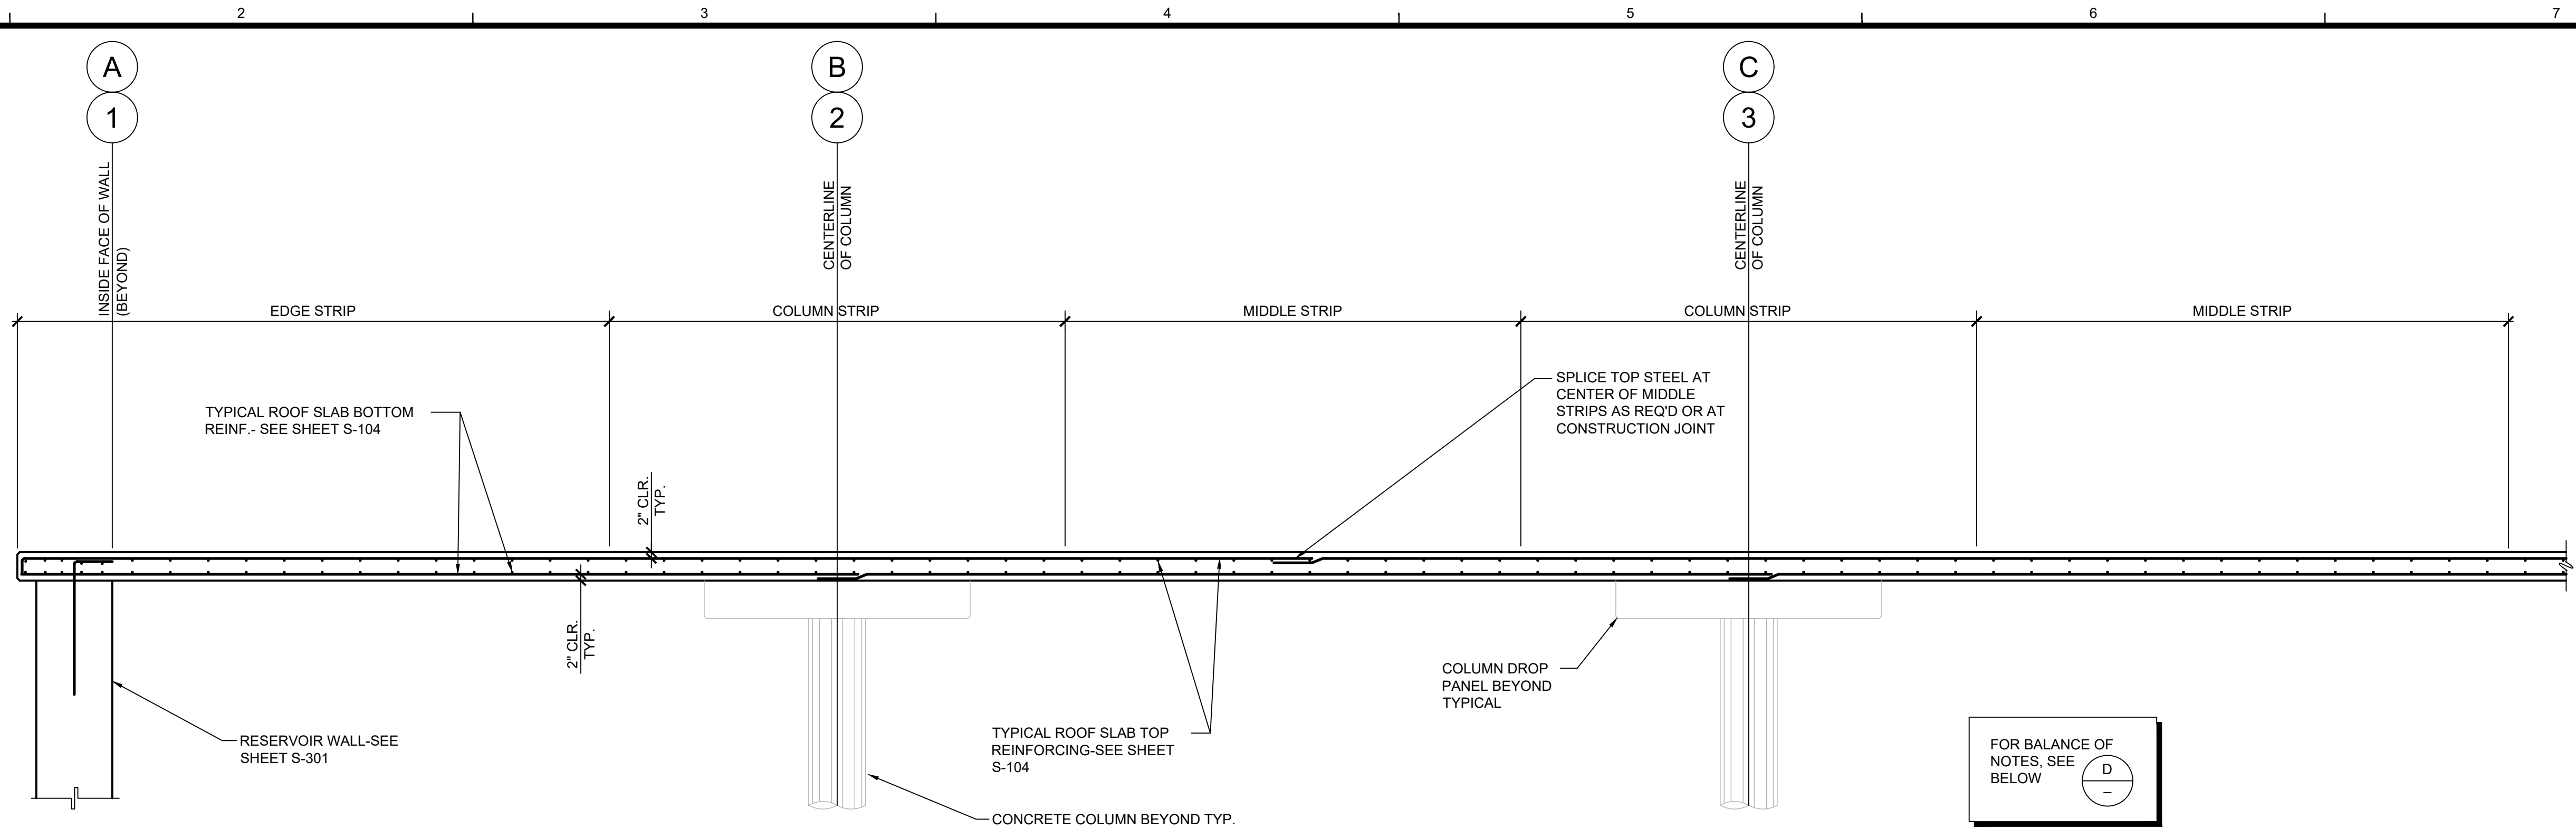 2
3
4
5
6
7
A
B
C
1
2
3
INSIDE FACE OF WALL
(BEYOND)
CENTERLINE
OF COLUMN
CENTERLINE
OF COLUMN
EDGE STRIP
COLUMN STRIP
MIDDLE STRIP
COLUMN STRIP
MIDDLE STRIP
SPLICE TOP STEEL AT
CENTER OF MIDDLE
STRIPS AS REQ'D OR AT
CONSTRUCTION JOINT
TYPICAL ROOF SLAB BOTTOM
REINF.- SEE SHEET S-104
2" CLR.
TYP.
2" CLR.
TYP.
COLUMN DROP
PANEL BEYOND
TYPICAL
RESERVOIR WALL-SEE
SHEET S-301
TYPICAL ROOF SLAB TOP
REINFORCING-SEE SHEET
S-104
CONCRETE COLUMN BEYOND TYP.
FOR BALANCE OF
NOTES, SEE
BELOW
D
–